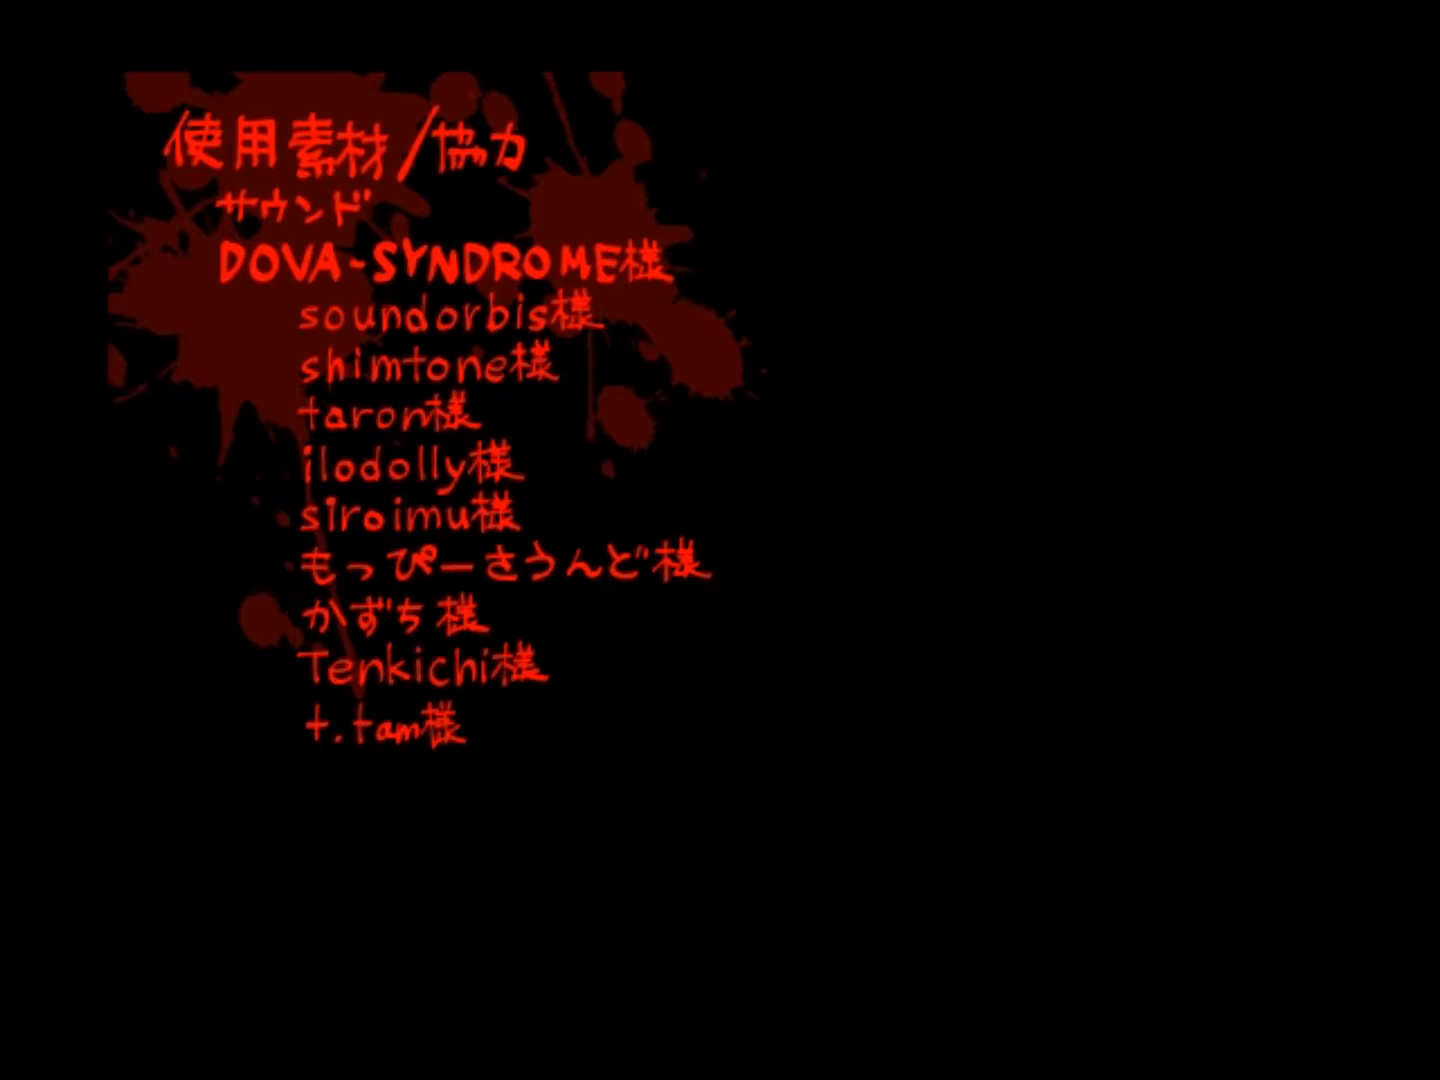 使用素材/協力
サウンド
DOVA-SYNDROME様
soundorbis様
shimtone様
taron様
ilodolly様
siroimu様
もっぴーさうんど様
かずち様
Tenkichi様
t.tam様